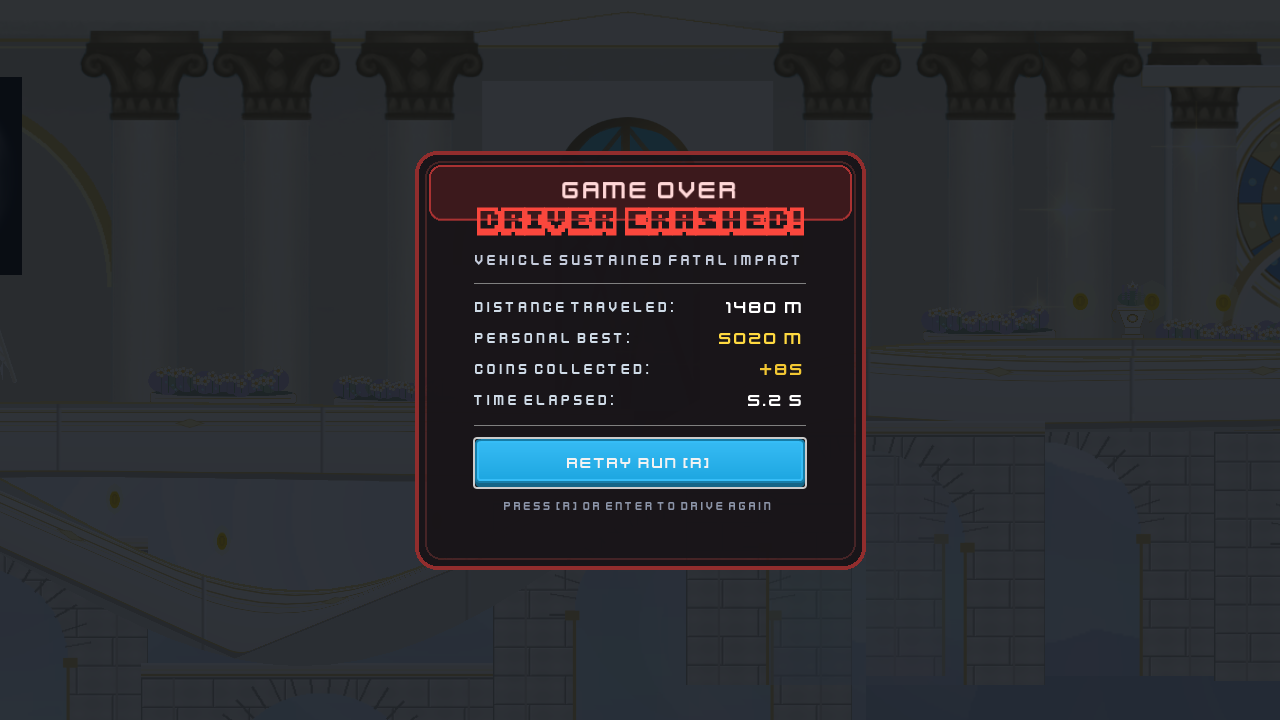 GAME OVER
DRIVER CRASHED!
VEHICLE SUSTAINED FATAL IMPACT
DISTANCE TRAVELED: 1480 M
PERSONAL BEST: 5020 M
COINS COLLECTED: +85
TIME ELAPSED: 5.2 S
RETRY RUN [R]
PRESS [R] OR ENTER TO DRIVE AGAIN